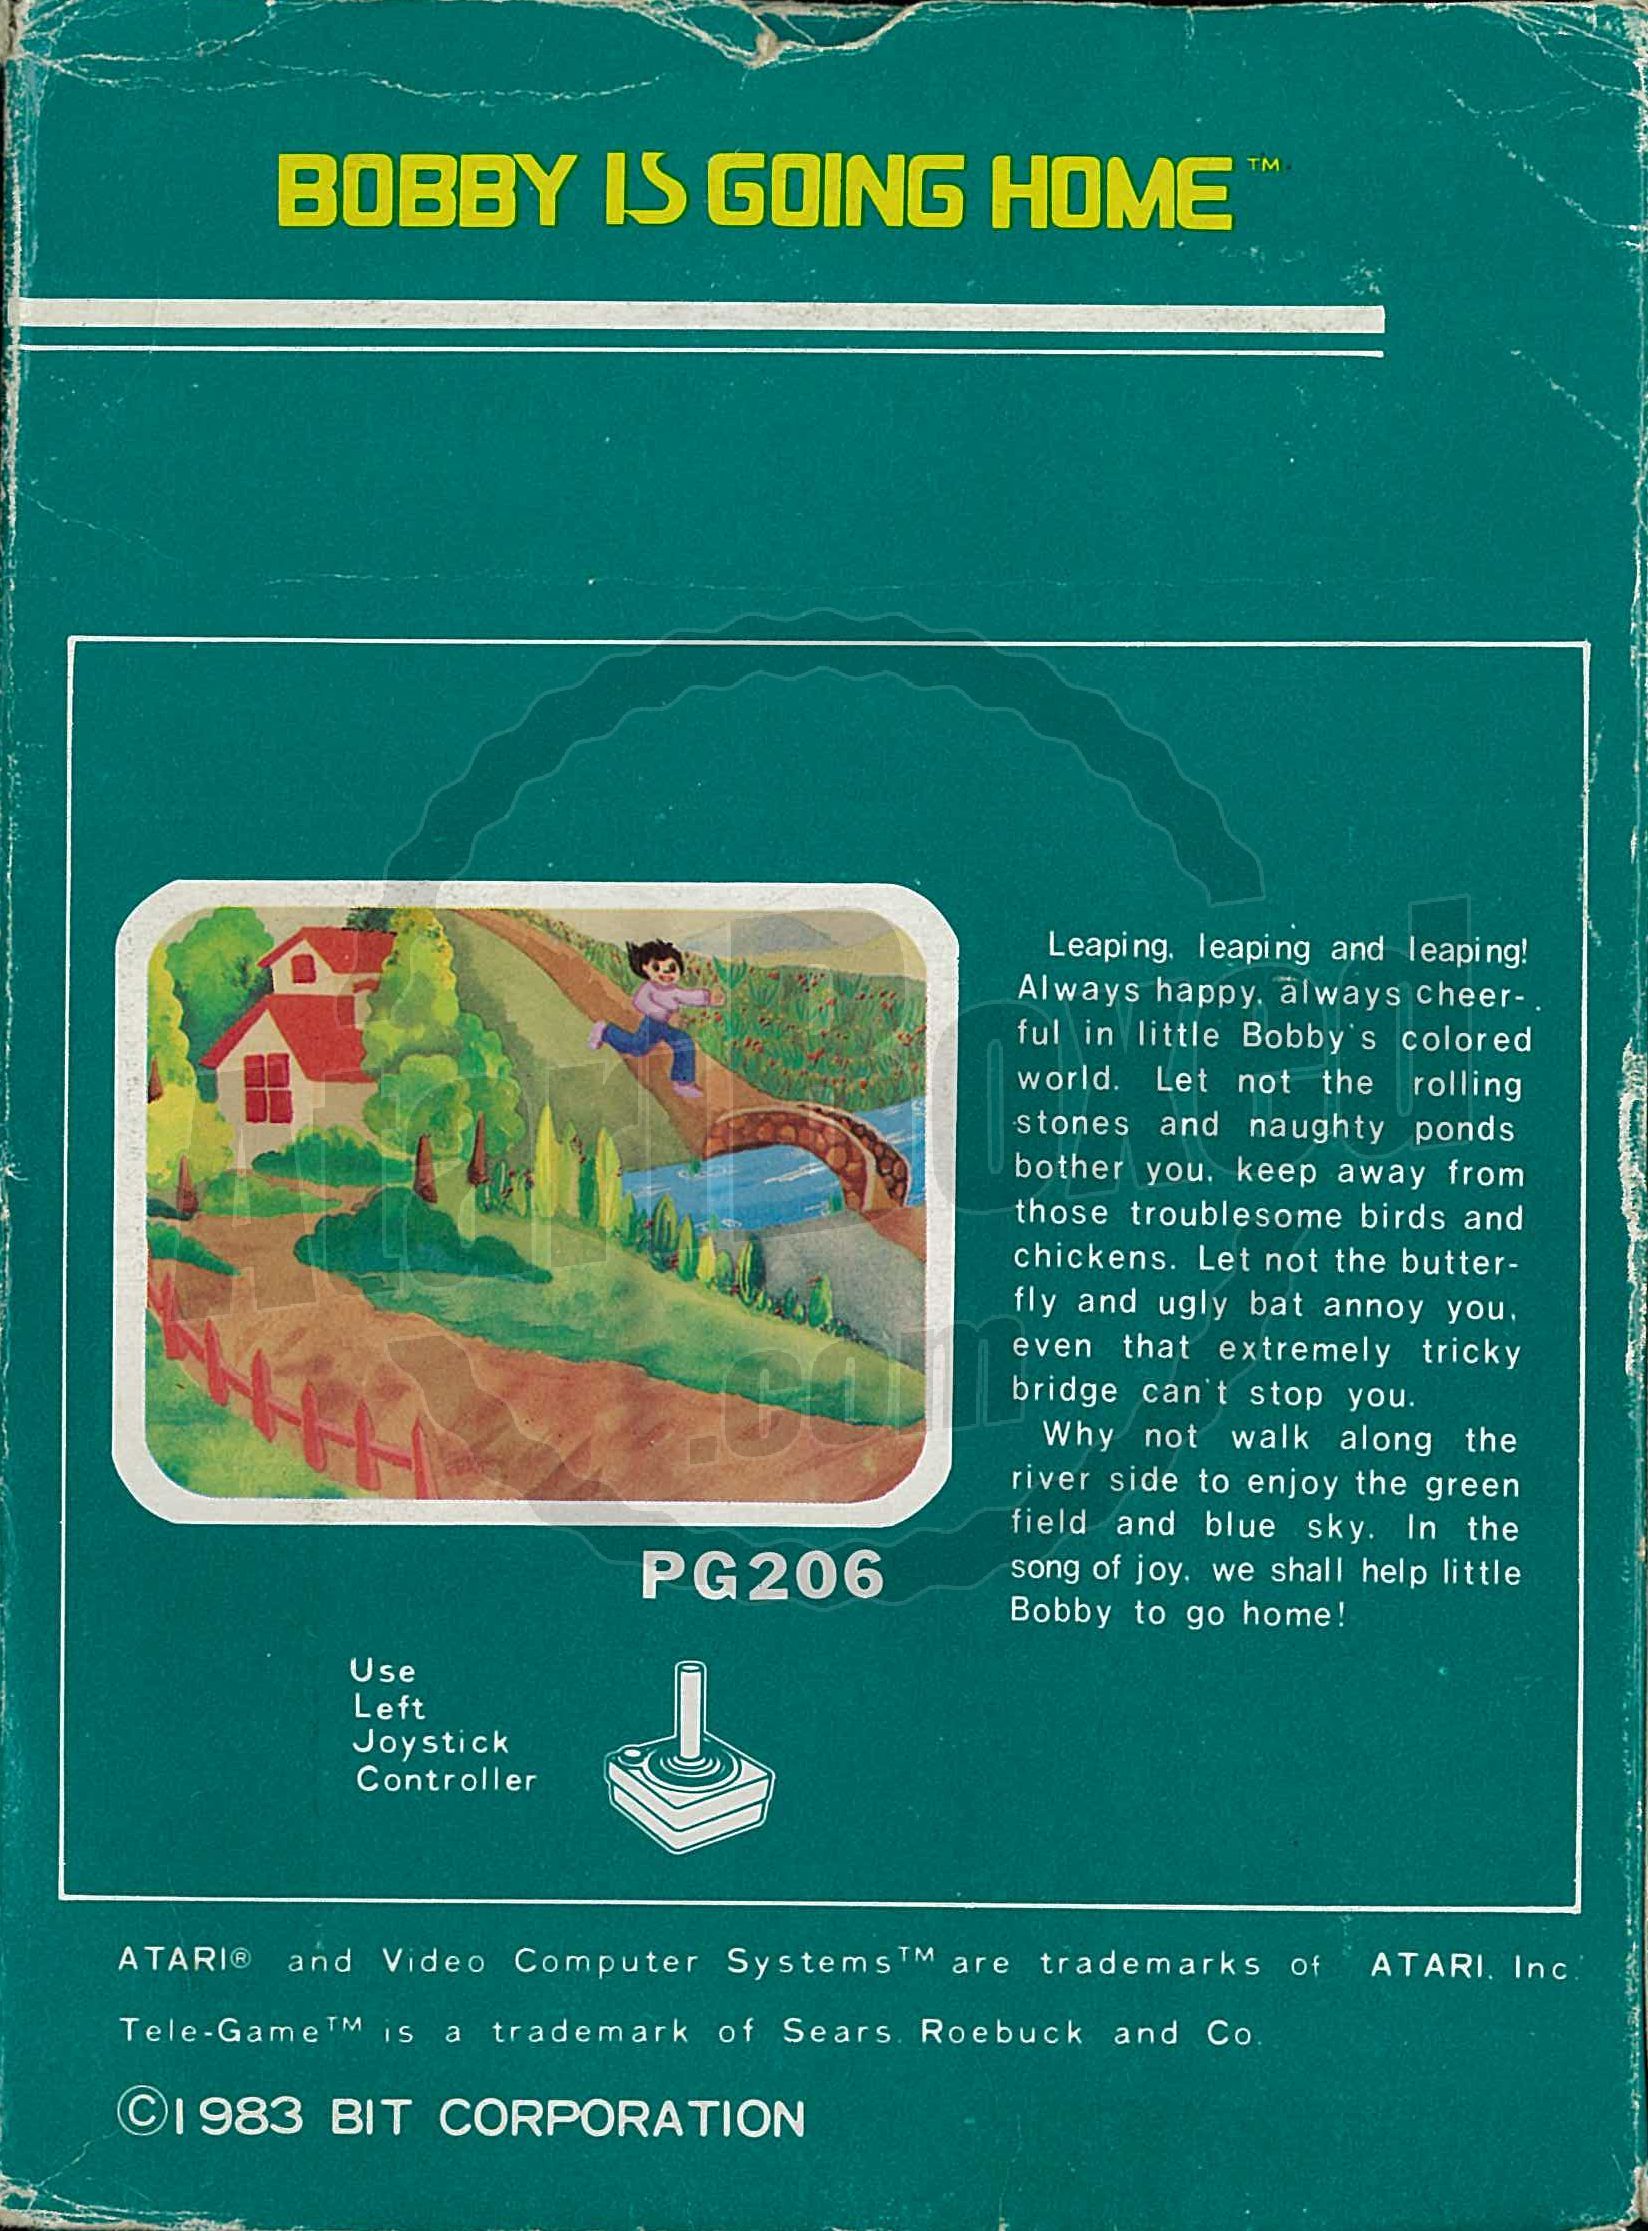 BOBBY IS GOING HOME™
Leaping, leaping and leaping!
Always happy, always cheer-
ful in little Bobby's colored
world. Let not the rolling
stones and naughty ponds
bother you, keep away from
those troublesome birds and
chickens. Let not the butter-
fly and ugly bat annoy you,
even that extremely tricky
bridge can't stop you.
Why not walk along the
river side to enjoy the green
field and blue sky. In the
song of joy, we shall help little
Bobby to go home!
PG206
Use
Left
Joystick
Controller
ATARI® and Video Computer Systems™ are trademarks of ATARI, Inc.
Tele-Game™ is a trademark of Sears, Roebuck and Co.
©1983 BIT CORPORATION
AtariBoxed
.com